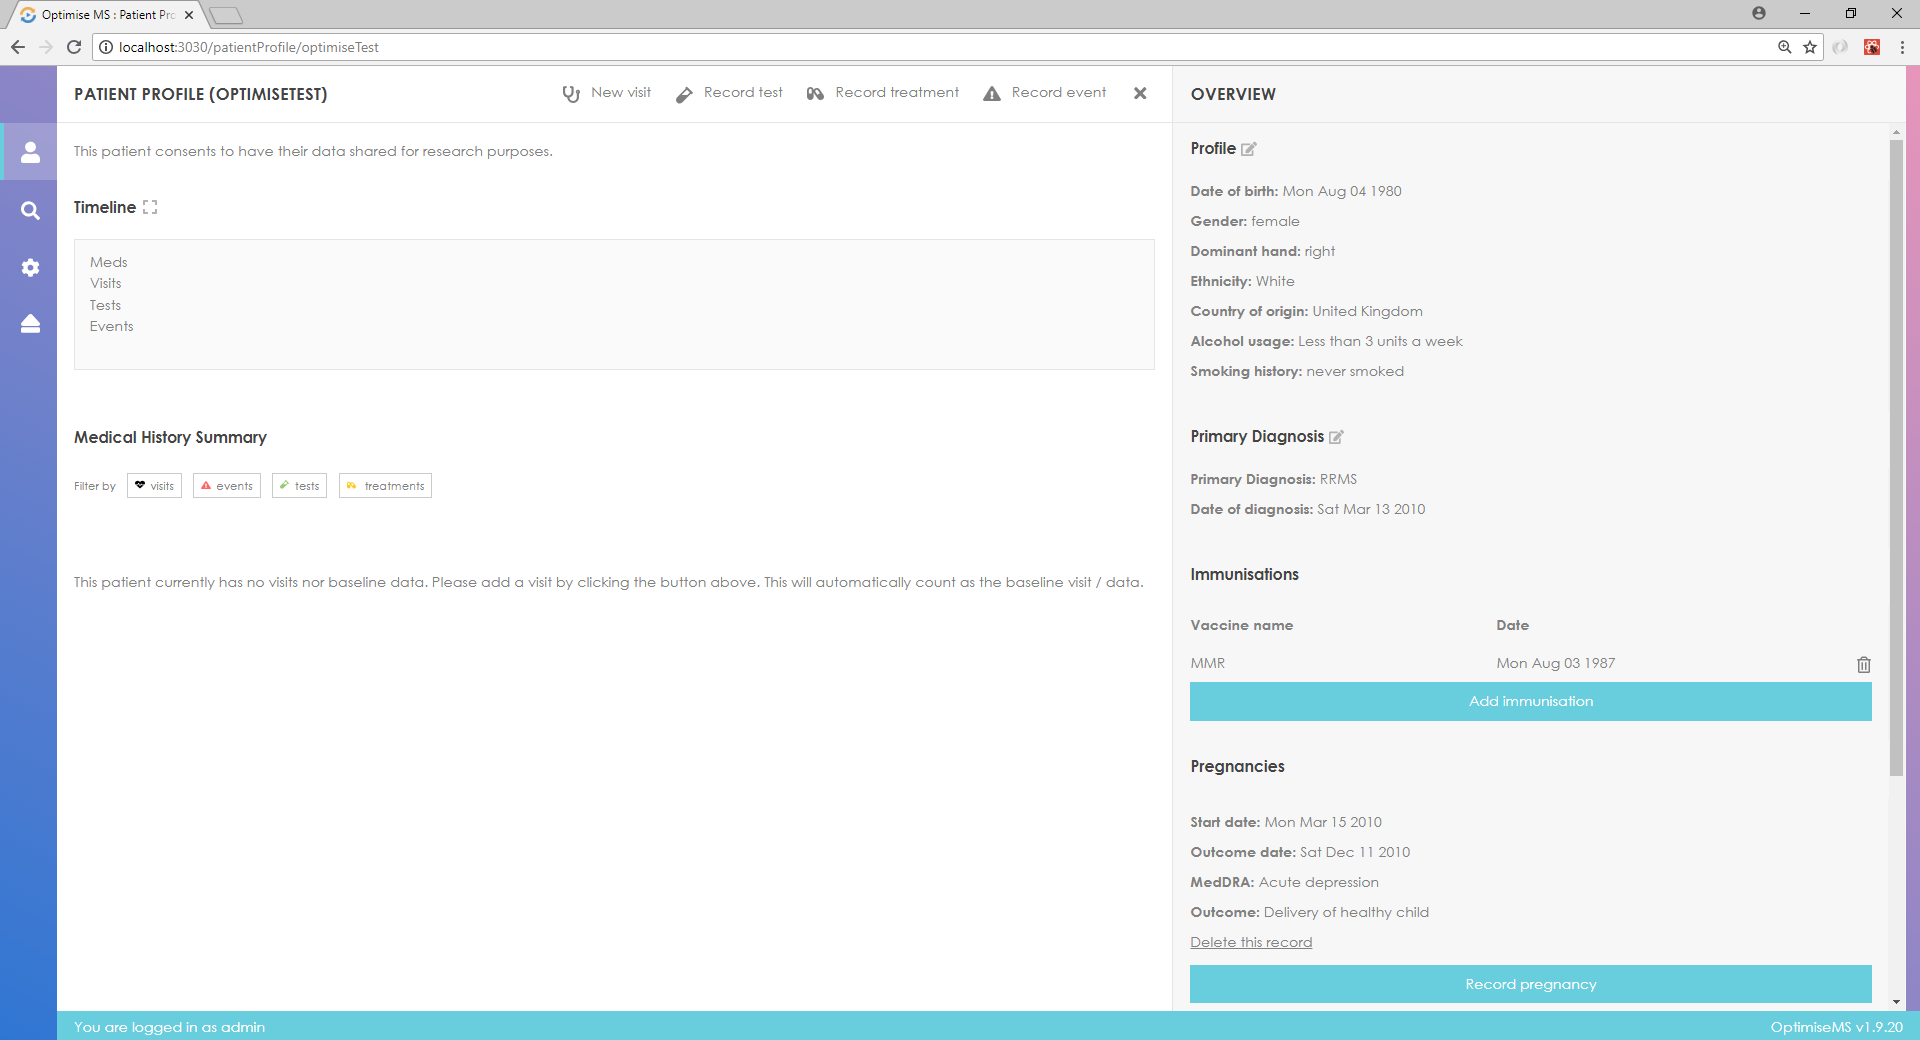 Optimise MS : Patient Pro
localhost:3030/patientProfile/optimiseTest
PATIENT PROFILE (OPTIMISETEST)
New visit
Record test
Record treatment
Record event
This patient consents to have their data shared for research purposes.
Timeline
Meds
Visits
Tests
Events
Medical History Summary
Filter by visits events tests treatments
This patient currently has no visits nor baseline data. Please add a visit by clicking the button above. This will automatically count as the baseline visit / data.
OVERVIEW
Profile
Date of birth: Mon Aug 04 1980
Gender: female
Dominant hand: right
Ethnicity: White
Country of origin: United Kingdom
Alcohol usage: Less than 3 units a week
Smoking history: never smoked
Primary Diagnosis
Primary Diagnosis: RRMS
Date of diagnosis: Sat Mar 13 2010
Immunisations
Vaccine name Date
MMR Mon Aug 03 1987
Add immunisation
Pregnancies
Start date: Mon Mar 15 2010
Outcome date: Sat Dec 11 2010
MedDRA: Acute depression
Outcome: Delivery of healthy child
Delete this record
Record pregnancy
You are logged in as admin
OptimiseMS v1.9.20